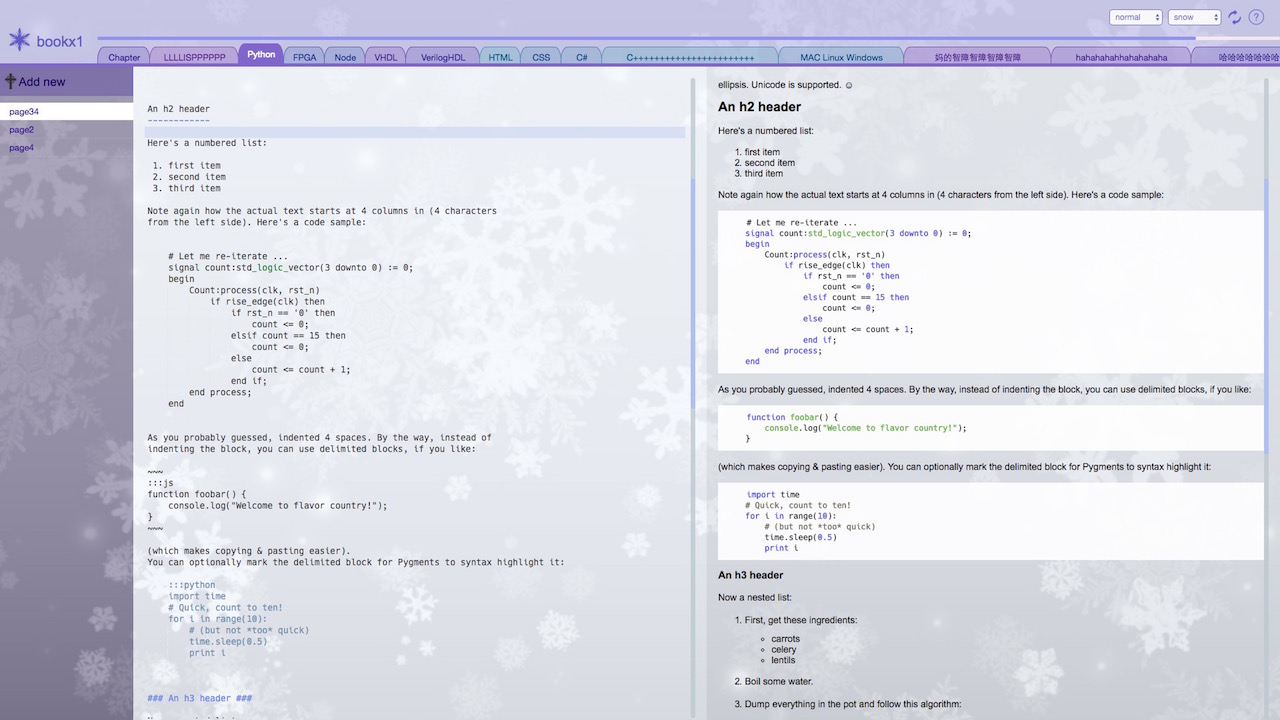 normal
snow
?
bookx1
Chapter
LLLLISPPPPPP
Python
FPGA
Node
VHDL
VerilogHDL
HTML
CSS
C#
C++++++++++++++++++++++++
MAC Linux Windows
妈的智障智障智障智障
hahahahahhahahahaha
哈哈哈哈哈哈哈
Add new
page34
page2
page4
An h2 header
------------
Here's a numbered list:
1. first item
2. second item
3. third item
Note again how the actual text starts at 4 columns in (4 characters
from the left side). Here's a code sample:
# Let me re-iterate ...
signal count:std_logic_vector(3 downto 0) := 0;
begin
Count:process(clk, rst_n)
if rise_edge(clk) then
if rst_n == '0' then
count <= 0;
elsif count == 15 then
count <= 0;
else
count <= count + 1;
end if;
end process;
end
As you probably guessed, indented 4 spaces. By the way, instead of
indenting the block, you can use delimited blocks, if you like:
~~~
:::js
function foobar() {
console.log("Welcome to flavor country!");
}
~~~
(which makes copying & pasting easier).
You can optionally mark the delimited block for Pygments to syntax highlight it:
:::python
import time
# Quick, count to ten!
for i in range(10):
# (but not *too* quick)
time.sleep(0.5)
print i
### An h3 header ###
ellipsis. Unicode is supported. ☺
An h2 header
Here's a numbered list:
1. first item
2. second item
3. third item
Note again how the actual text starts at 4 columns in (4 characters from the left side). Here's a code sample:
# Let me re-iterate ...
signal count:std_logic_vector(3 downto 0) := 0;
begin
Count:process(clk, rst_n)
if rise_edge(clk) then
if rst_n == '0' then
count <= 0;
elsif count == 15 then
count <= 0;
else
count <= count + 1;
end if;
end process;
end
As you probably guessed, indented 4 spaces. By the way, instead of indenting the block, you can use delimited blocks, if you like:
function foobar() {
console.log("Welcome to flavor country!");
}
(which makes copying & pasting easier). You can optionally mark the delimited block for Pygments to syntax highlight it:
import time
# Quick, count to ten!
for i in range(10):
# (but not *too* quick)
time.sleep(0.5)
print i
An h3 header
Now a nested list:
1. First, get these ingredients:
◦ carrots
◦ celery
◦ lentils
2. Boil some water.
3. Dump everything in the pot and follow this algorithm: